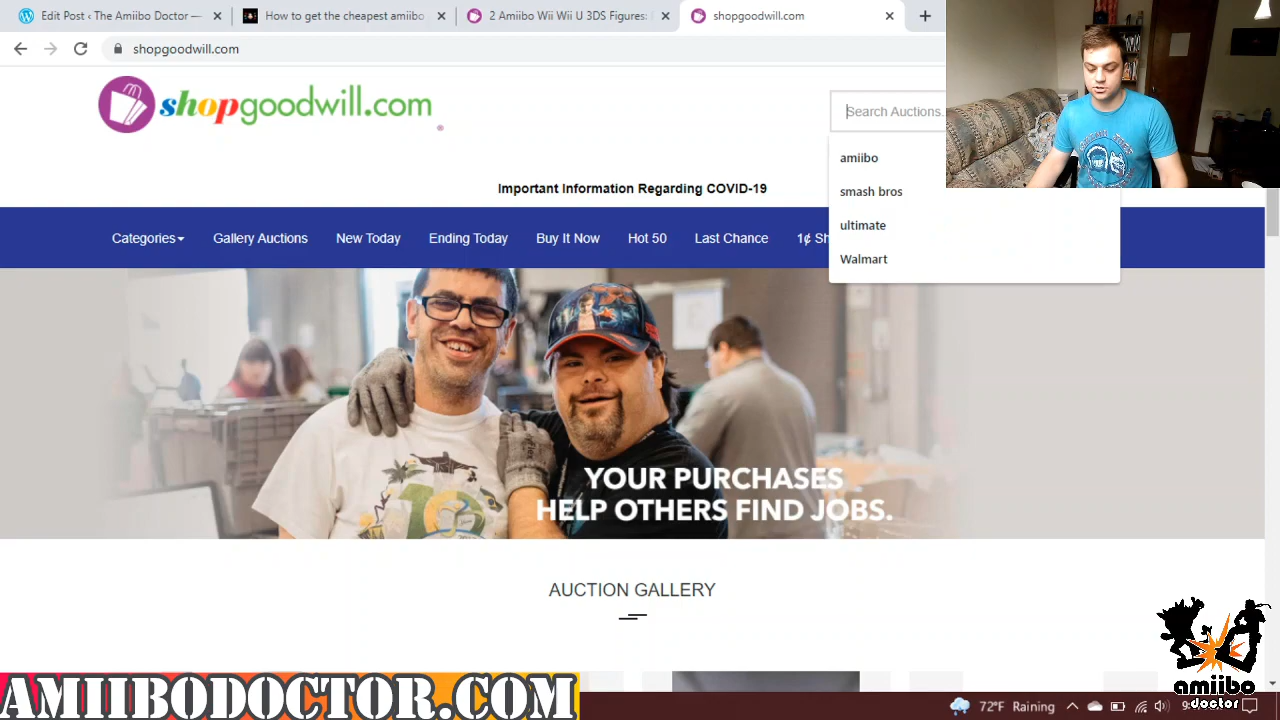 Edit Post ‹ The Amiibo Doctor —
How to get the cheapest amiibo
2 Amiibo Wii Wii U 3DS Figures:
shopgoodwill.com
shopgoodwill.com
shopgoodwill.com
Search Auctions.
amiibo
smash bros
ultimate
Walmart
Important Information Regarding COVID-19
Categories
Gallery Auctions
New Today
Ending Today
Buy It Now
Hot 50
Last Chance
1¢ Sh
YOUR PURCHASES
HELP OTHERS FIND JOBS.
AUCTION GALLERY
amiibo
doctor
AMIIBODOCTOR.COM
72°F Raining